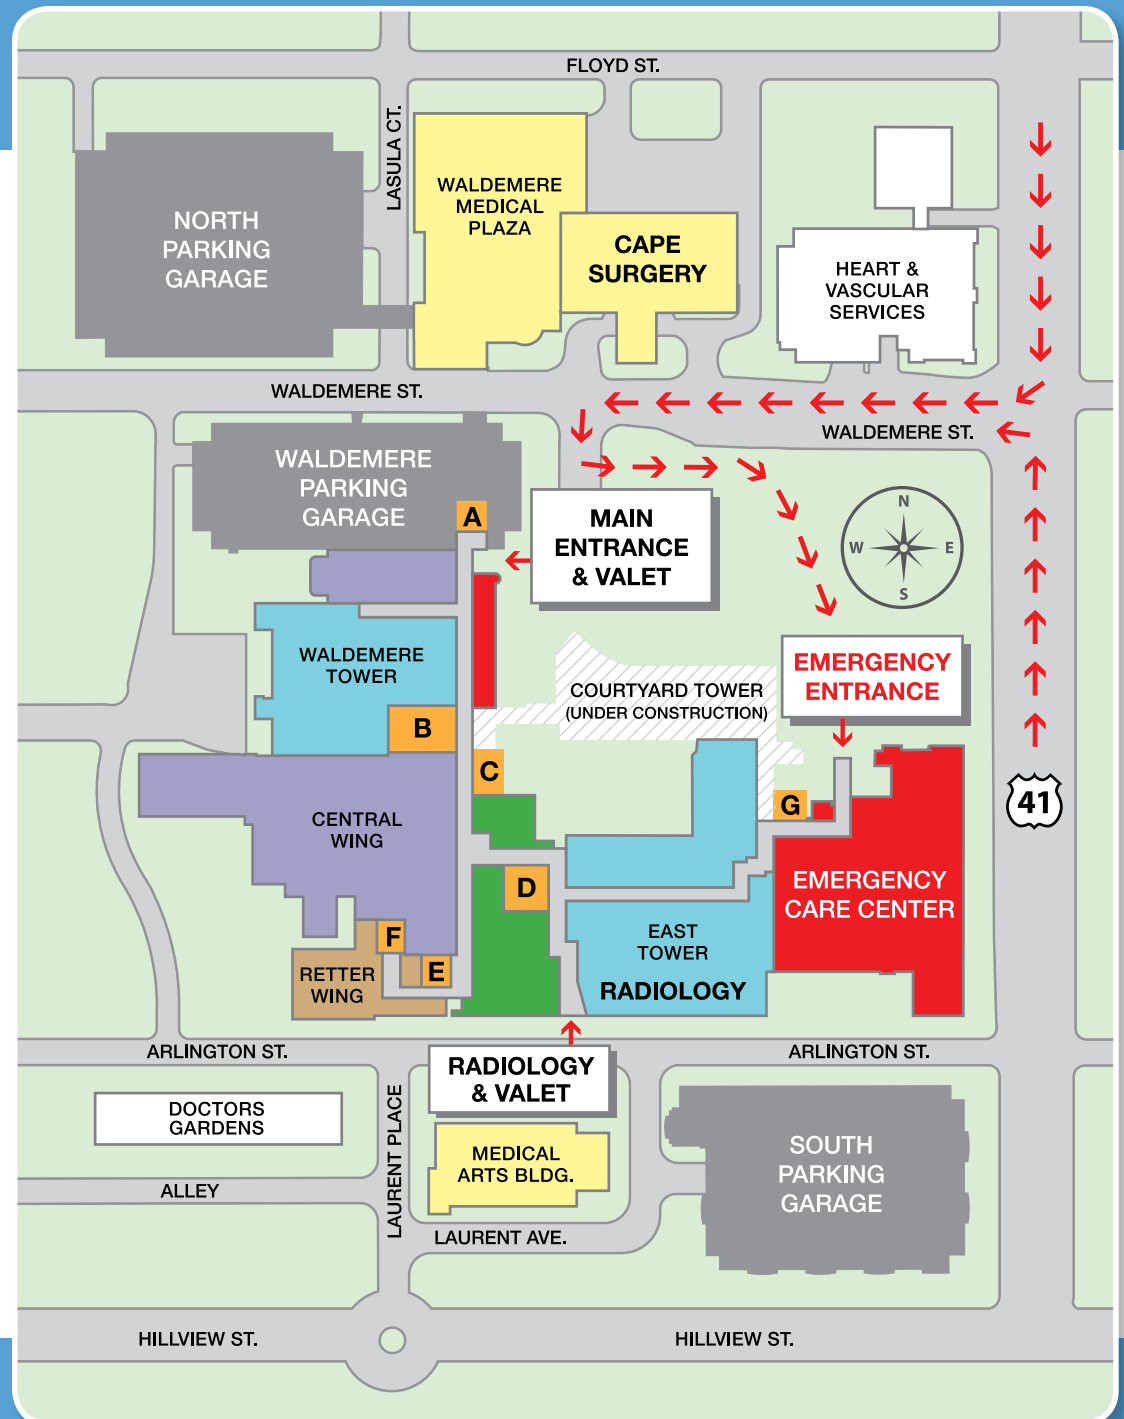 FLOYD ST.
LASULA CT.
WALDEMERE
MEDICAL
PLAZA
NORTH
PARKING
GARAGE
CAPE
SURGERY
HEART &
VASCULAR
SERVICES
WALDEMERE ST.
WALDEMERE ST.
WALDEMERE
PARKING
GARAGE
A
MAIN
ENTRANCE
& VALET
N
W
E
S
WALDEMERE
TOWER
EMERGENCY
ENTRANCE
COURTYARD TOWER
(UNDER CONSTRUCTION)
B
C
G
41
CENTRAL
WING
D
EMERGENCY
CARE CENTER
F
E
EAST
TOWER
RADIOLOGY
RETTER
WING
ARLINGTON ST.
ARLINGTON ST.
RADIOLOGY
& VALET
DOCTORS
GARDENS
LAURENT PLACE
MEDICAL
ARTS BLDG.
SOUTH
PARKING
GARAGE
ALLEY
LAURENT AVE.
HILLVIEW ST.
HILLVIEW ST.